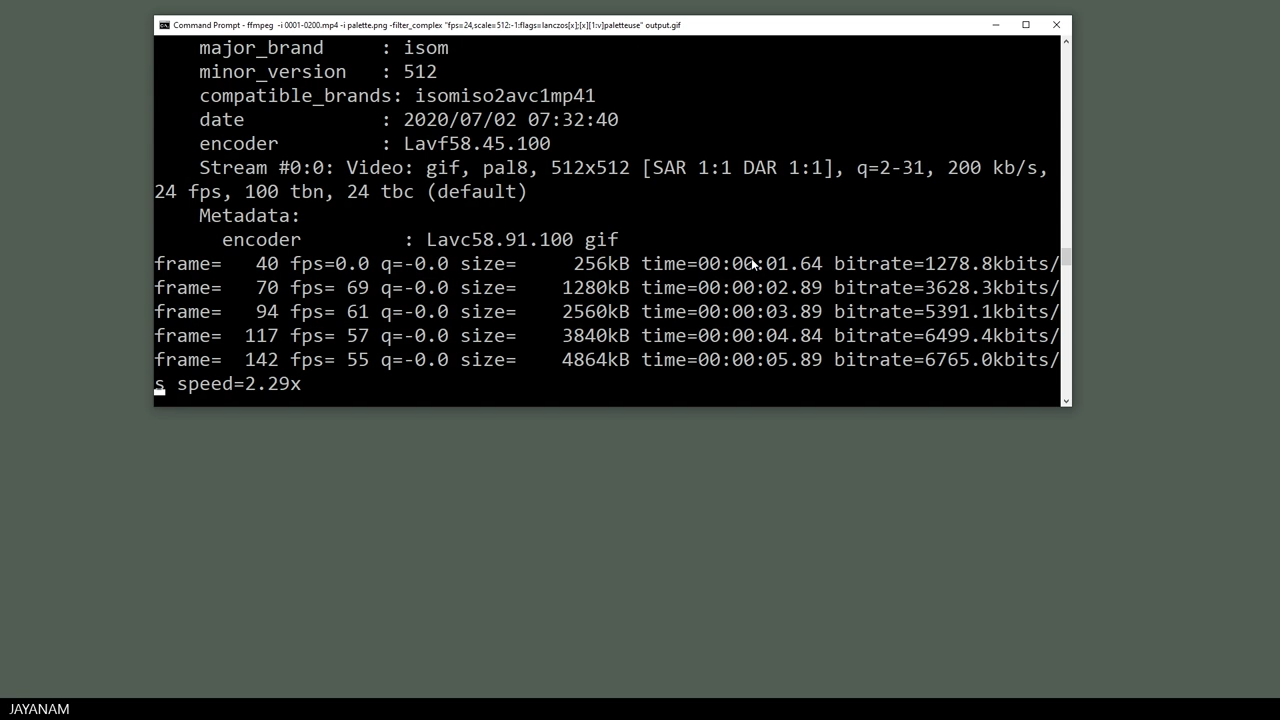 Command Prompt - ffmpeg -i 0001-0200.mp4 -i palette.png -filter_complex "fps=24,scale=512:-1:flags=lanczos[x];[x][1:v]paletteuse" output.gif
major_brand     : isom
minor_version   : 512
compatible_brands: isomiso2avc1mp41
date            : 2020/07/02 07:32:40
encoder         : Lavf58.45.100
Stream #0:0: Video: gif, pal8, 512x512 [SAR 1:1 DAR 1:1], q=2-31, 200 kb/s,
24 fps, 100 tbn, 24 tbc (default)
Metadata:
encoder         : Lavc58.91.100 gif
frame=   40 fps=0.0 q=-0.0 size=     256kB time=00:00:01.64 bitrate=1278.8kbits/
frame=   70 fps= 69 q=-0.0 size=    1280kB time=00:00:02.89 bitrate=3628.3kbits/
frame=   94 fps= 61 q=-0.0 size=    2560kB time=00:00:03.89 bitrate=5391.1kbits/
frame=  117 fps= 57 q=-0.0 size=    3840kB time=00:00:04.84 bitrate=6499.4kbits/
frame=  142 fps= 55 q=-0.0 size=    4864kB time=00:00:05.89 bitrate=6765.0kbits/
s speed=2.29x
JAYANAM